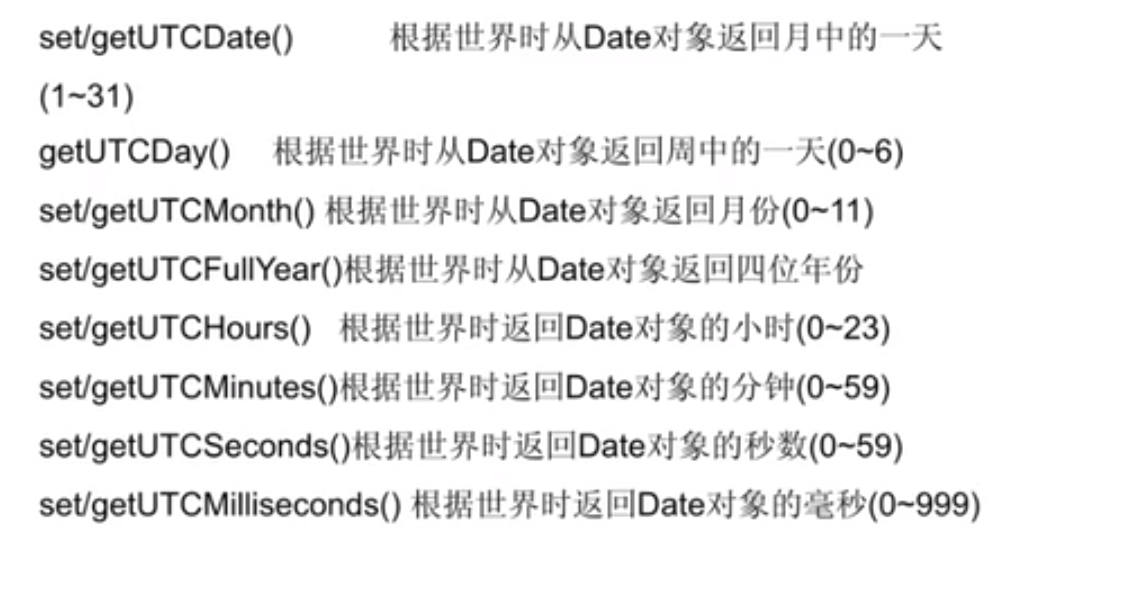 set/getUTCDate() 根据世界时从Date对象返回月中的一天
(1~31)
getUTCDay() 根据世界时从Date对象返回周中的一天(0~6)
set/getUTCMonth() 根据世界时从Date对象返回月份(0~11)
set/getUTCFullYear()根据世界时从Date对象返回四位年份
set/getUTCHours() 根据世界时返回Date对象的小时(0~23)
set/getUTCMinutes()根据世界时返回Date对象的分钟(0~59)
set/getUTCSeconds()根据世界时返回Date对象的秒数(0~59)
set/getUTCMilliseconds() 根据世界时返回Date对象的毫秒(0~999)